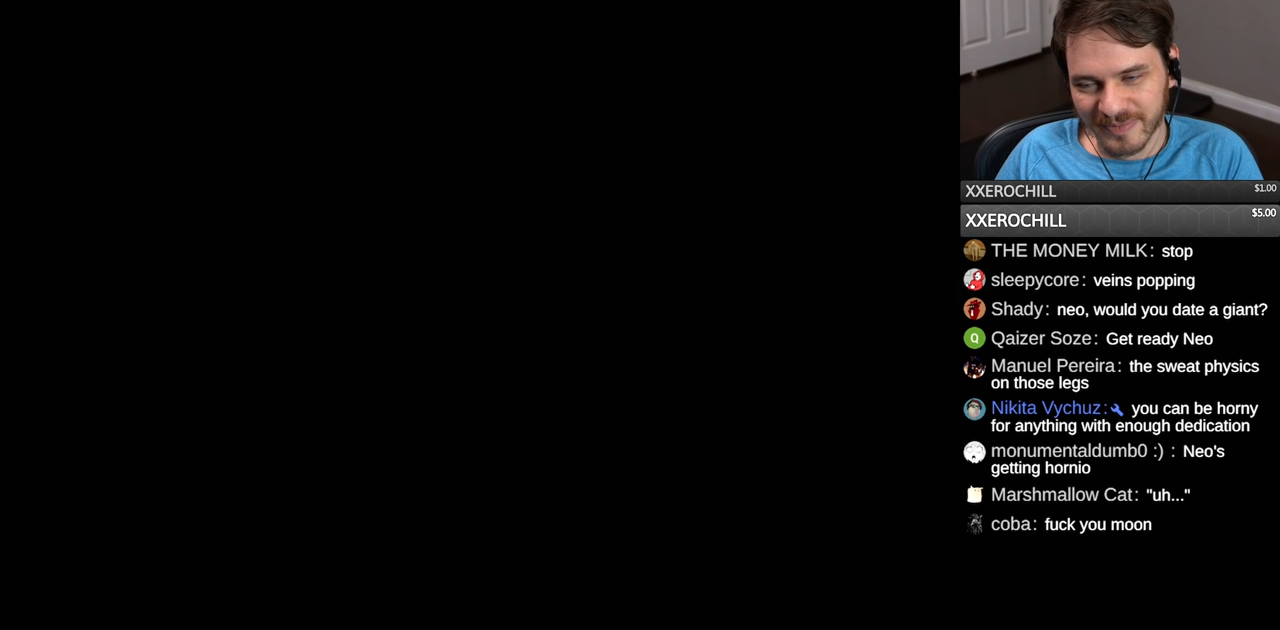 XXEROCHILL $1.00
XXEROCHILL $5.00
THE MONEY MILK: stop
sleepycore: veins popping
Shady: neo, would you date a giant?
Q Qaizer Soze: Get ready Neo
Manuel Pereira: the sweat physics
on those legs
Nikita Vychuz: you can be horny
for anything with enough dedication
monumentaldumb0 :) : Neo's
getting hornio
Marshmallow Cat: "uh..."
coba: fuck you moon